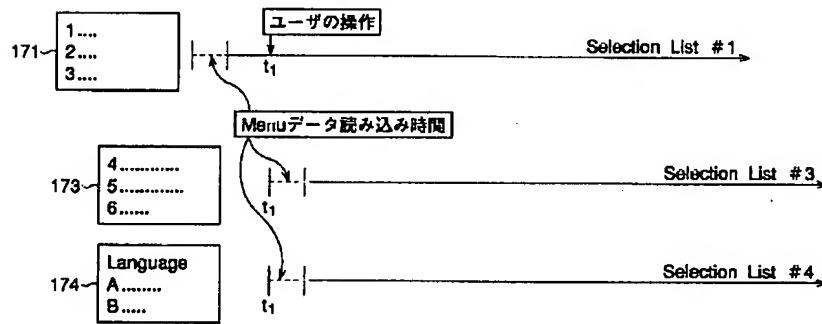 ユーザの操作
171
1....
2....
3....
t1
Selection List #1
Menuデータ読み込み時間
173
4............
5.............
6......
t1
Selection List #3
174
Language
A........
B.....
t1
Selection List #4